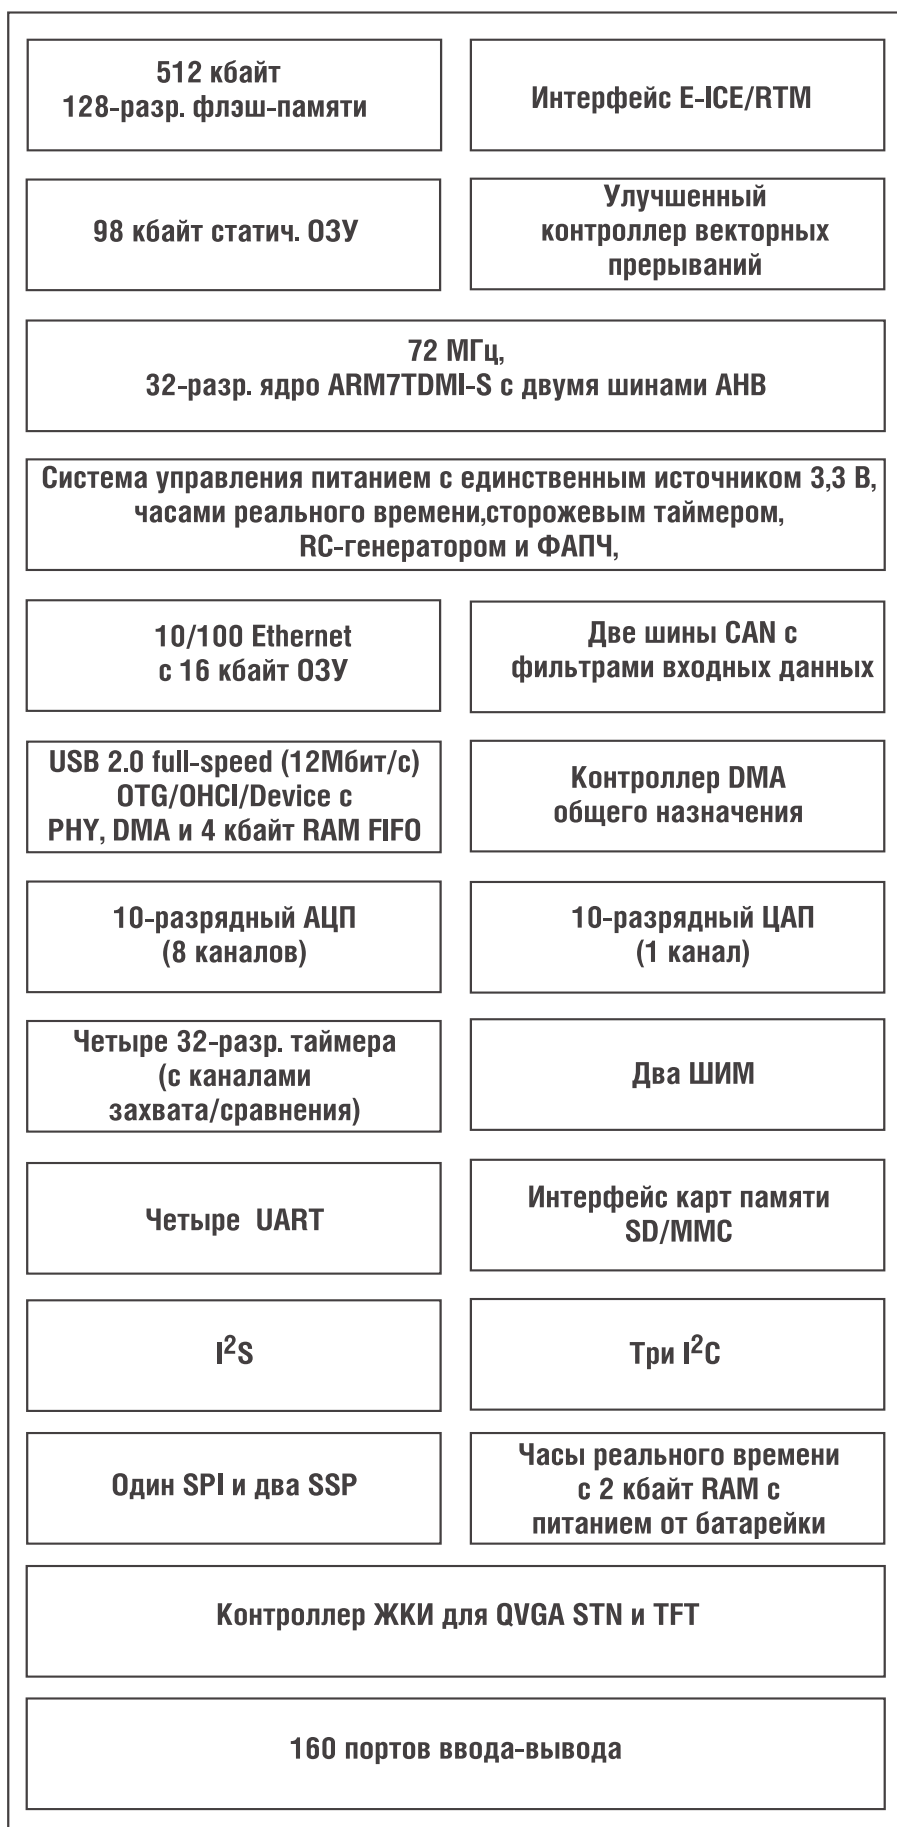 512 кбайт
128-разр. флэш-памяти
Интерфейс E-ICE/RTM
98 кбайт статич. ОЗУ
Улучшенный
контроллер векторных
прерываний
72 МГц,
32-разр. ядро ARM7TDMI-S с двумя шинами AHB
Система управления питанием с единственным источником 3,3 В,
часами реального времени,сторожевым таймером,
RC-генератором и ФАПЧ,
10/100 Ethernet
с 16 кбайт ОЗУ
Две шины CAN с
фильтрами входных данных
USB 2.0 full-speed (12Мбит/с)
OTG/OHCI/Device с
PHY, DMA и 4 кбайт RAM FIFO
Контроллер DMA
общего назначения
10-разрядный АЦП
(8 каналов)
10-разрядный ЦАП
(1 канал)
Четыре 32-разр. таймера
(с каналами
захвата/сравнения)
Два ШИМ
Четыре UART
Интерфейс карт памяти
SD/MMC
I²S
Три I²C
Один SPI и два SSP
Часы реального времени
с 2 кбайт RAM с
питанием от батарейки
Контроллер ЖКИ для QVGA STN и TFT
160 портов ввода-вывода